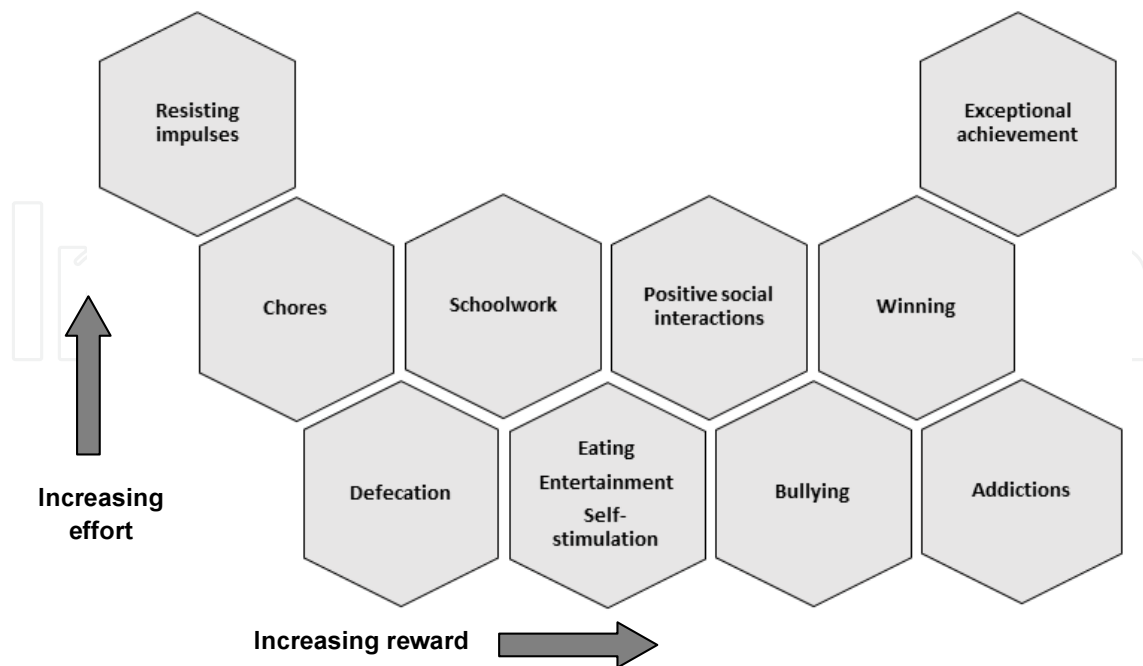 Resisting
impulses
Exceptional
achievement
Chores
Schoolwork
Positive social
interactions
Winning
Increasing
effort
Defecation
Eating
Entertainment
Self-
stimulation
Bullying
Addictions
Increasing reward